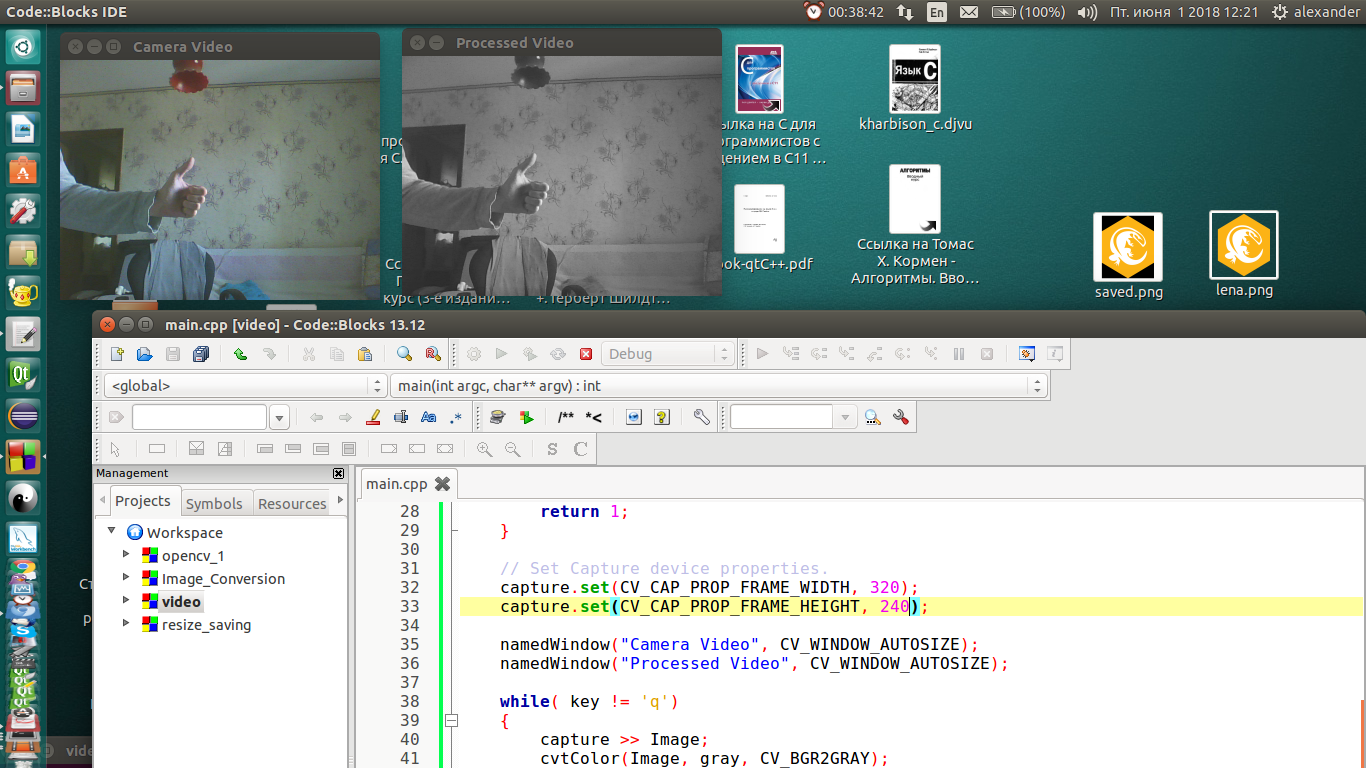 Code::Blocks IDE
00:38:42
En
(100%)
Пт. июня 1 2018 12:21
alexander
Camera Video
Processed Video
ылка на С для
ограммистов с
дением в С11 ...
Язык С
kharbison_c.djvu
про
я С
АЛГОРИТМЫ
ook-qtC++.pdf
Ссылка на Томас
Х. Кормен -
Алгоритмы. Вво...
saved.png
lena.png
Сс
курс (3-е издани...
+. Герберт Шилдт...
main.cpp [video] - Code::Blocks 13.12
Debug
<global>
main(int argc, char** argv) : int
/** *<
Aa .*
S C
Management
Projects
Symbols
Resources
Workspace
opencv_1
Image_Conversion
video
resize_saving
main.cpp
28 return 1;
29 }
30
31 // Set Capture device properties.
32 capture.set(CV_CAP_PROP_FRAME_WIDTH, 320);
33 capture.set(CV_CAP_PROP_FRAME_HEIGHT, 240);
34
35 namedWindow("Camera Video", CV_WINDOW_AUTOSIZE);
36 namedWindow("Processed Video", CV_WINDOW_AUTOSIZE);
37
38 while( key != 'q')
39 {
40 capture >> Image;
41 cvtColor(Image, gray, CV_BGR2GRAY);
Ст
р
vide